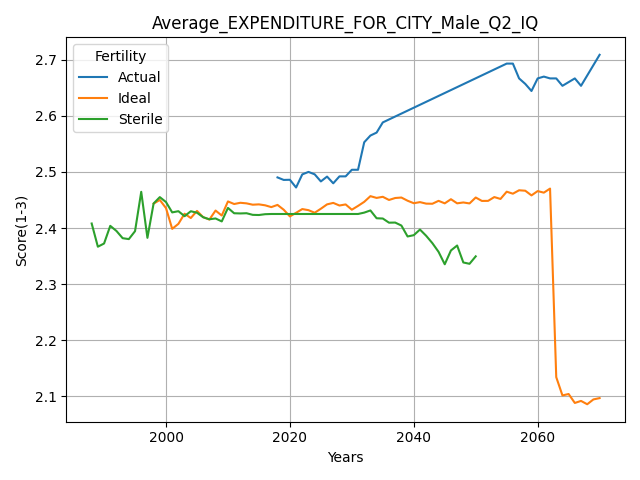 Average_EXPENDITURE_FOR_CITY_Male_Q2_IQ
Fertility
Actual
Ideal
Sterile
Score(1-3)
2.7
2.6
2.5
2.4
2.3
2.2
2.1
2000
2020
2040
2060
Years